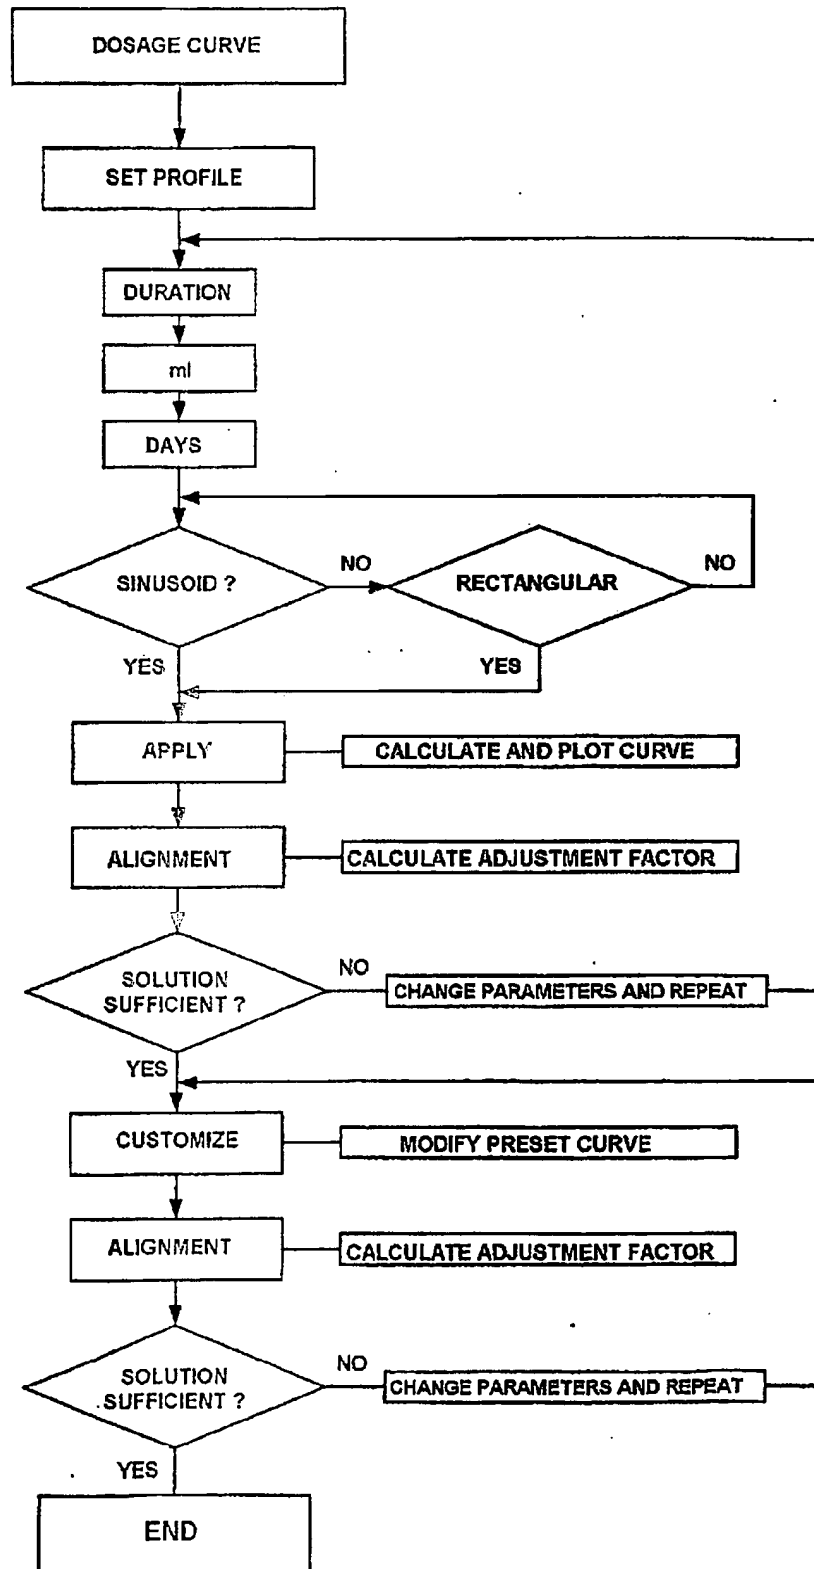 DOSAGE CURVE
SET PROFILE
DURATION
ml
DAYS
SINUSOID ?
NO
RECTANGULAR
NO
YES
YES
APPLY
CALCULATE AND PLOT CURVE
ALIGNMENT
CALCULATE ADJUSTMENT FACTOR
SOLUTION
SUFFICIENT ?
NO
CHANGE PARAMETERS AND REPEAT
YES
CUSTOMIZE
MODIFY PRESET CURVE
ALIGNMENT
CALCULATE ADJUSTMENT FACTOR
SOLUTION
SUFFICIENT ?
NO
CHANGE PARAMETERS AND REPEAT
YES
END